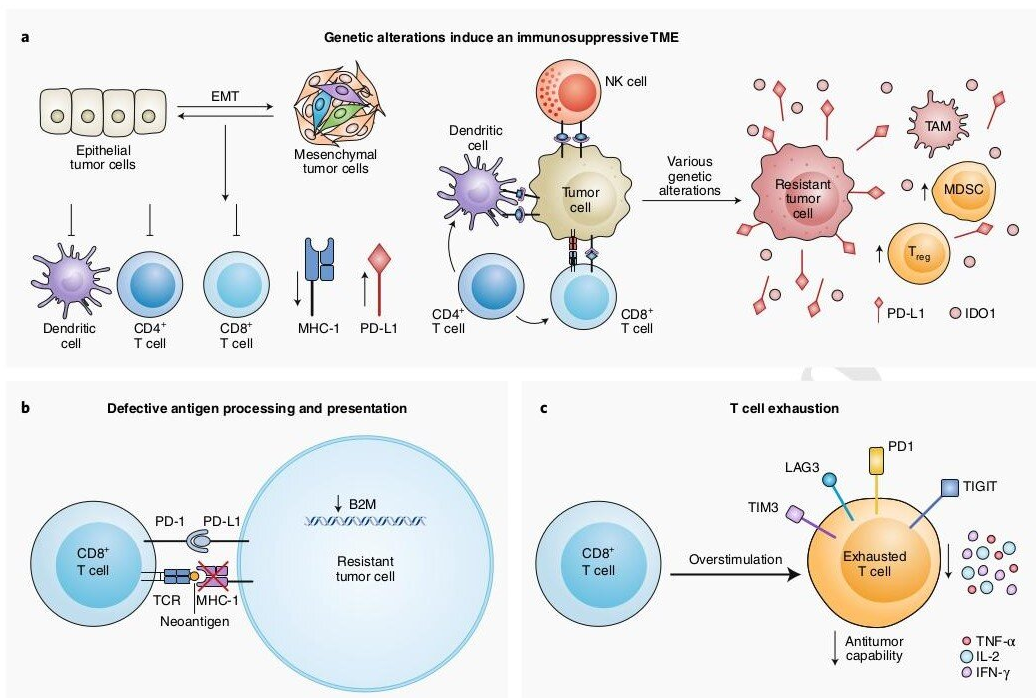 a
Genetic alterations induce an immunosuppressive TME
EMT
Epithelial
tumor cells
Mesenchymal
tumor cells
Dendritic
cell
CD4⁺
T cell
CD8⁺
T cell
MHC-1
PD-L1
NK cell
Dendritic
cell
Tumor
cell
CD4⁺
T cell
CD8⁺
T cell
Various
genetic
alterations
Resistant
tumor
cell
TAM
MDSC
Treg
PD-L1
IDO1
b
Defective antigen processing and presentation
CD8⁺
T cell
PD-1
PD-L1
TCR
MHC-1
Neoantigen
B2M
Resistant
tumor cell
c
T cell exhaustion
CD8⁺
T cell
Overstimulation
TIM3
LAG3
PD1
TIGIT
Exhausted
T cell
Antitumor
capability
TNF-α
IL-2
IFN-γ